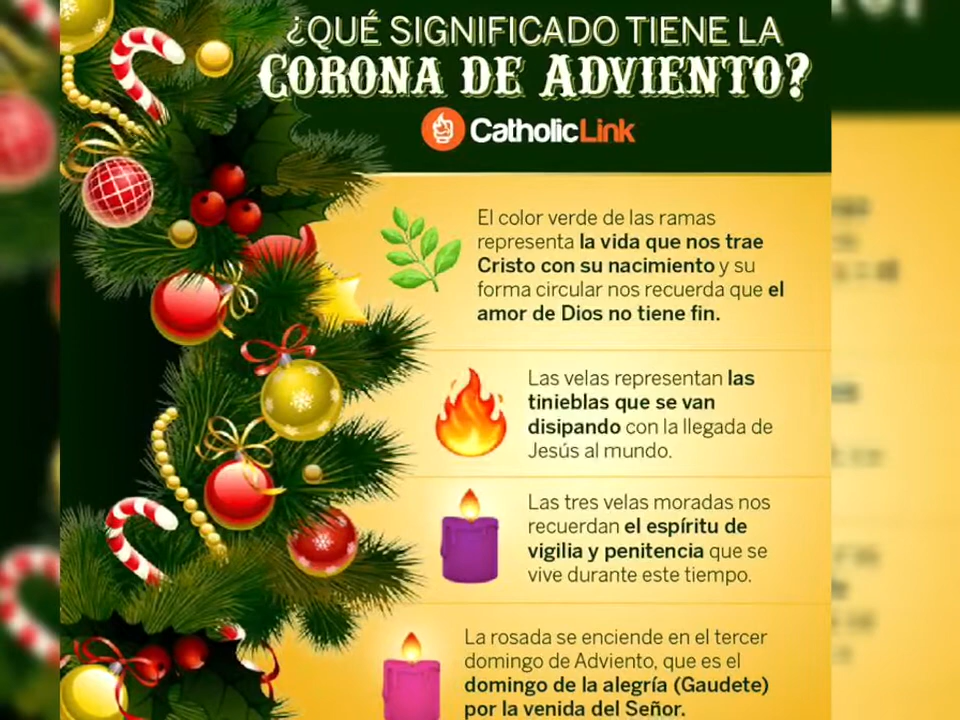 ¿QUÉ SIGNIFICADO TIENE LA
CORONA DE ADVIENTO?
CatholicLink
El color verde de las ramas
representa la vida que nos trae
Cristo con su nacimiento y su
forma circular nos recuerda que el
amor de Dios no tiene fin.
Las velas representan las
tinieblas que se van
disipando con la llegada de
Jesús al mundo.
Las tres velas moradas nos
recuerdan el espíritu de
vigilia y penitencia que se
vive durante este tiempo.
La rosada se enciende en el tercer
domingo de Adviento, que es el
domingo de la alegría (Gaudete)
por la venida del Señor.